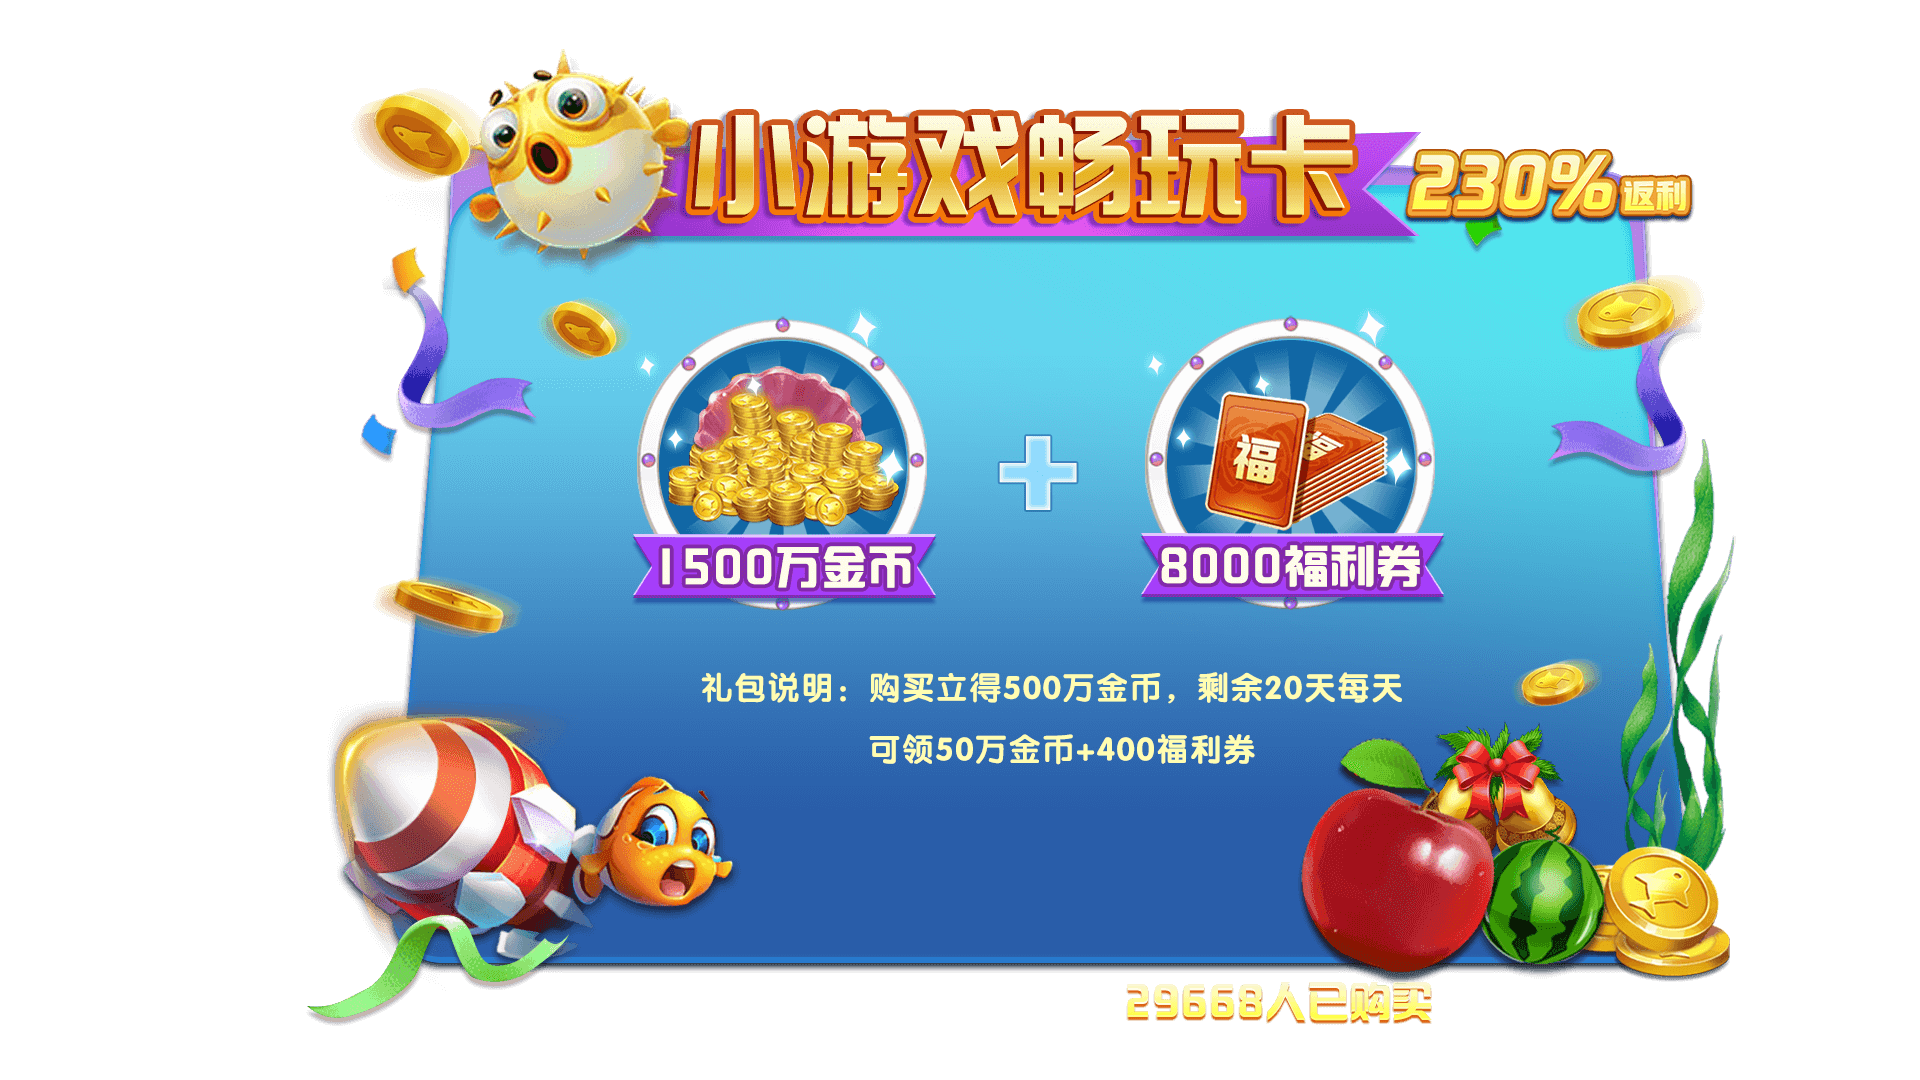 小游戏畅玩卡
230%返利
福
福
1500万金币
8000福利券
礼包说明：购买立得500万金币，剩余20天每天
可领50万金币+400福利券
29668人已购买